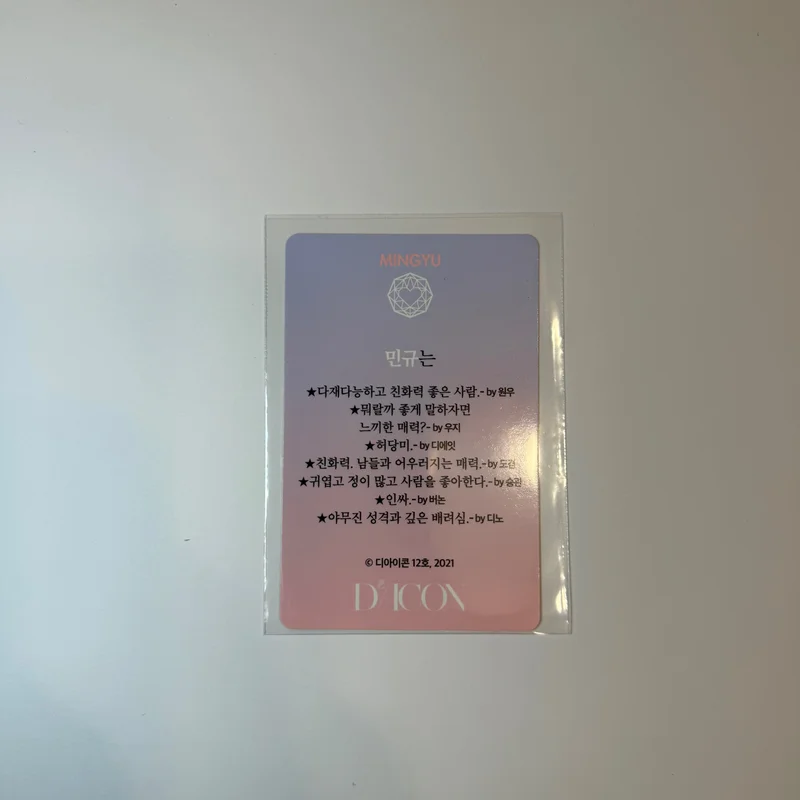 MINGYU
민규는
★다재다능하고 친화력 좋은 사람.- by 원우
★뭐랄까 좋게 말하자면
느끼한 매력?- by 우지
★허당미.- by 디에잇
★친화력. 남들과 어우러지는 매력.- by 도겸
★귀엽고 정이 많고 사람을 좋아한다.- by 승관
★인싸.- by 버논
★야무진 성격과 깊은 배려심.- by 디노
© 디아이콘 12호, 2021
D'ICON